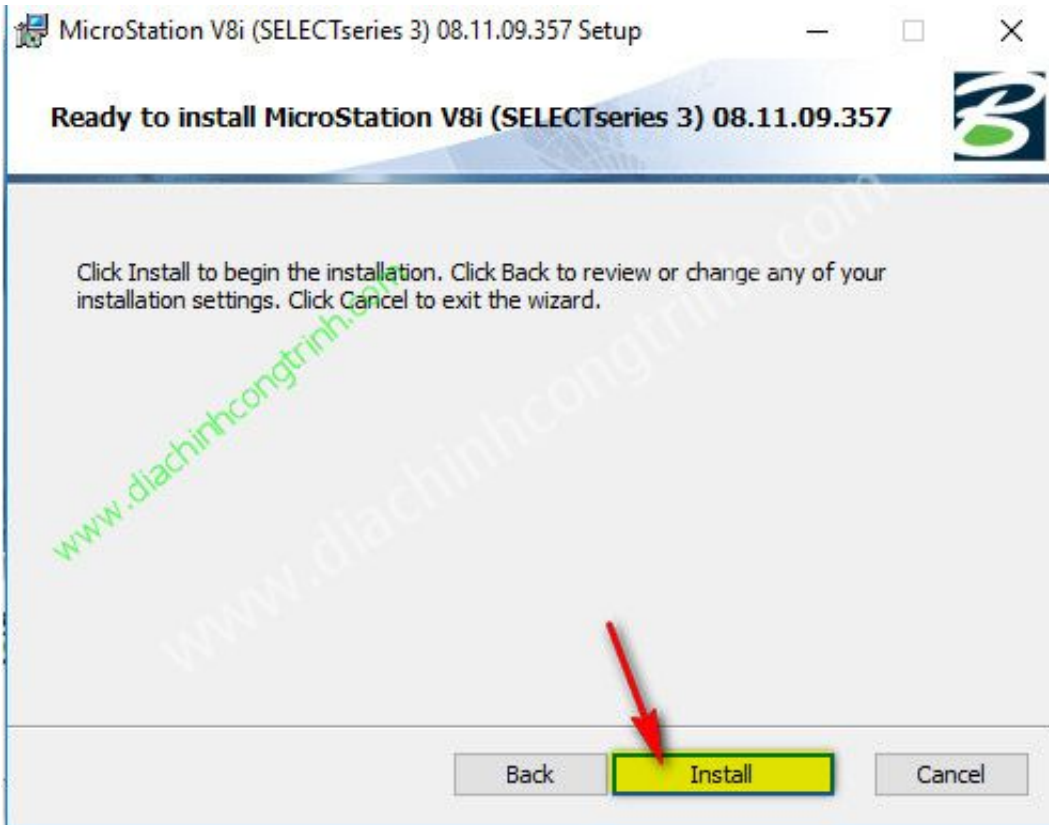 MicroStation V8i (SELECTseries 3) 08.11.09.357 Setup
Ready to install MicroStation V8i (SELECTseries 3) 08.11.09.357
Click Install to begin the installation. Click Back to review or change any of your
installation settings. Click Cancel to exit the wizard.
www.diachinhcongtrinh.com
www.diachinhcongtrinh.com
Back
Install
Cancel